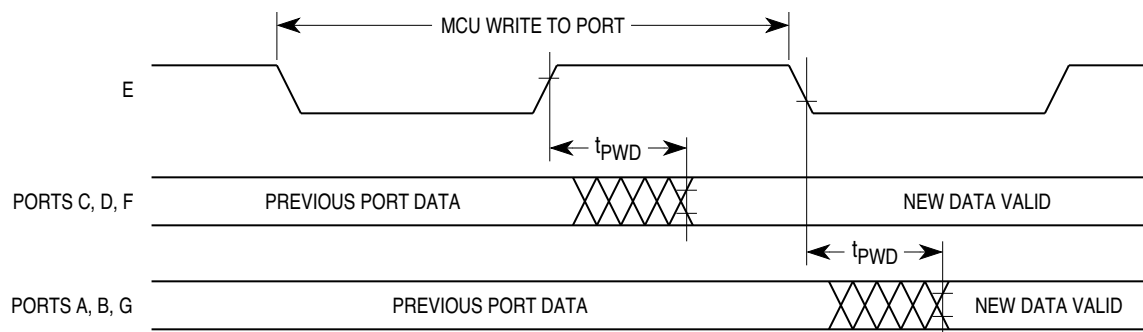 MCU WRITE TO PORT
E
tPWD
PORTS C, D, F
PREVIOUS PORT DATA
NEW DATA VALID
tPWD
PORTS A, B, G
PREVIOUS PORT DATA
NEW DATA VALID